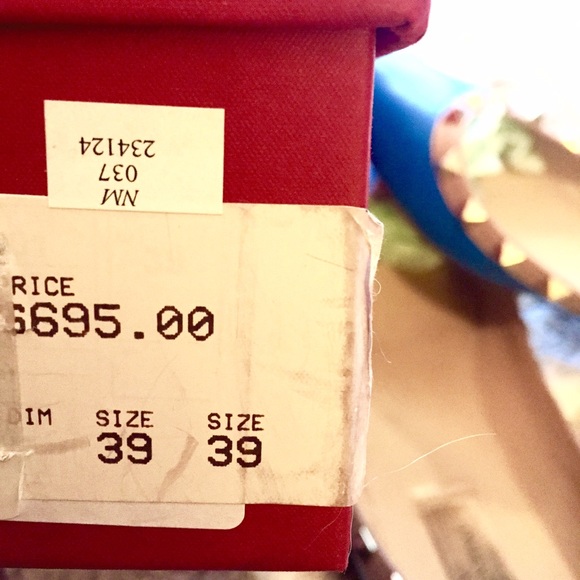 NM
037
234124
RICE
$695.00
DIM SIZE SIZE
39 39